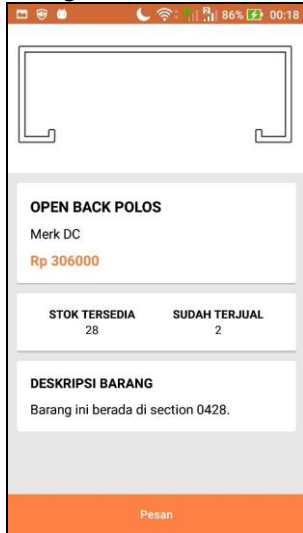 86% 00:18
OPEN BACK POLOS
Merk DC
Rp 306000
STOK TERSEDIA SUDAH TERJUAL
28 2
DESKRIPSI BARANG
Barang ini berada di section 0428.
Pesan